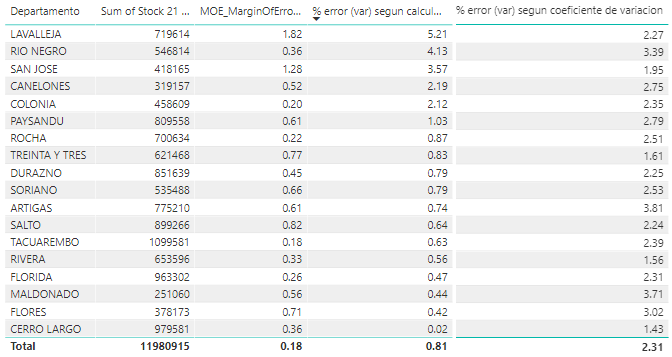 Departamento Sum of Stock 21 ... MOE_MarginOfErro... % error (var) segun calcul... % error (var) segun coeficiente de variacion
LAVALLEJA 719614 1.82 5.21 2.27
RIO NEGRO 546814 0.36 4.13 3.39
SAN JOSE 418165 1.28 3.57 1.95
CANELONES 319157 0.52 2.19 2.75
COLONIA 458609 0.20 2.12 2.35
PAYSANDU 809558 0.61 1.03 2.79
ROCHA 700634 0.22 0.87 2.51
TREINTA Y TRES 621468 0.77 0.83 1.61
DURAZNO 851639 0.45 0.79 2.25
SORIANO 535488 0.66 0.79 2.53
ARTIGAS 775210 0.61 0.74 3.81
SALTO 899266 0.82 0.64 2.24
TACUAREMBO 1099581 0.18 0.63 2.39
RIVERA 653596 0.33 0.56 1.56
FLORIDA 963302 0.26 0.47 2.31
MALDONADO 251060 0.56 0.44 3.71
FLORES 378173 0.71 0.42 3.02
CERRO LARGO 979581 0.36 0.02 1.43
Total 11980915 0.18 0.81 2.31